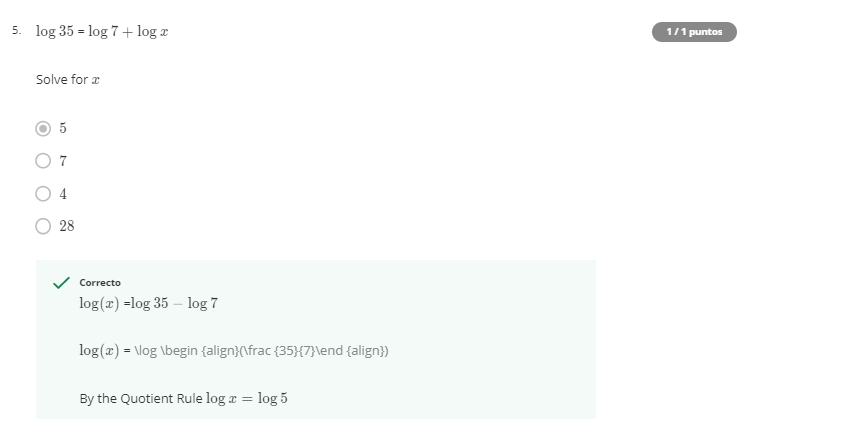 5. log 35 = log 7 + log x
1 / 1 puntos
Solve for x
5
7
4
28
Correcto
log(x) =log 35 − log 7
log(x) = \log \begin {align}(\frac {35}{7}\end {align})
By the Quotient Rule log x = log 5